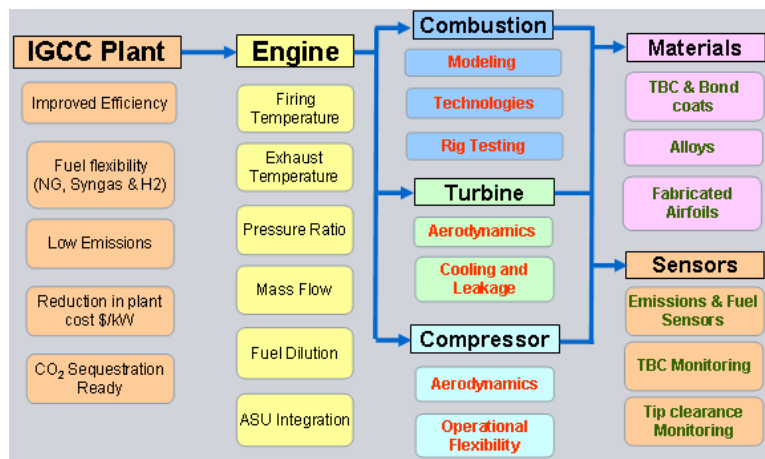 IGCC Plant
Improved Efficiency
Fuel flexibility
(NG, Syngas & H2)
Low Emissions
Reduction in plant
cost $/kW
CO₂ Sequestration
Ready
Engine
Firing
Temperature
Exhaust
Temperature
Pressure Ratio
Mass Flow
Fuel Dilution
ASU Integration
Combustion
Modeling
Technologies
Rig Testing
Turbine
Aerodynamics
Cooling and
Leakage
Compressor
Aerodynamics
Operational
Flexibility
Materials
TBC & Bond
coats
Alloys
Fabricated
Airfoils
Sensors
Emissions & Fuel
Sensors
TBC Monitoring
Tip clearance
Monitoring